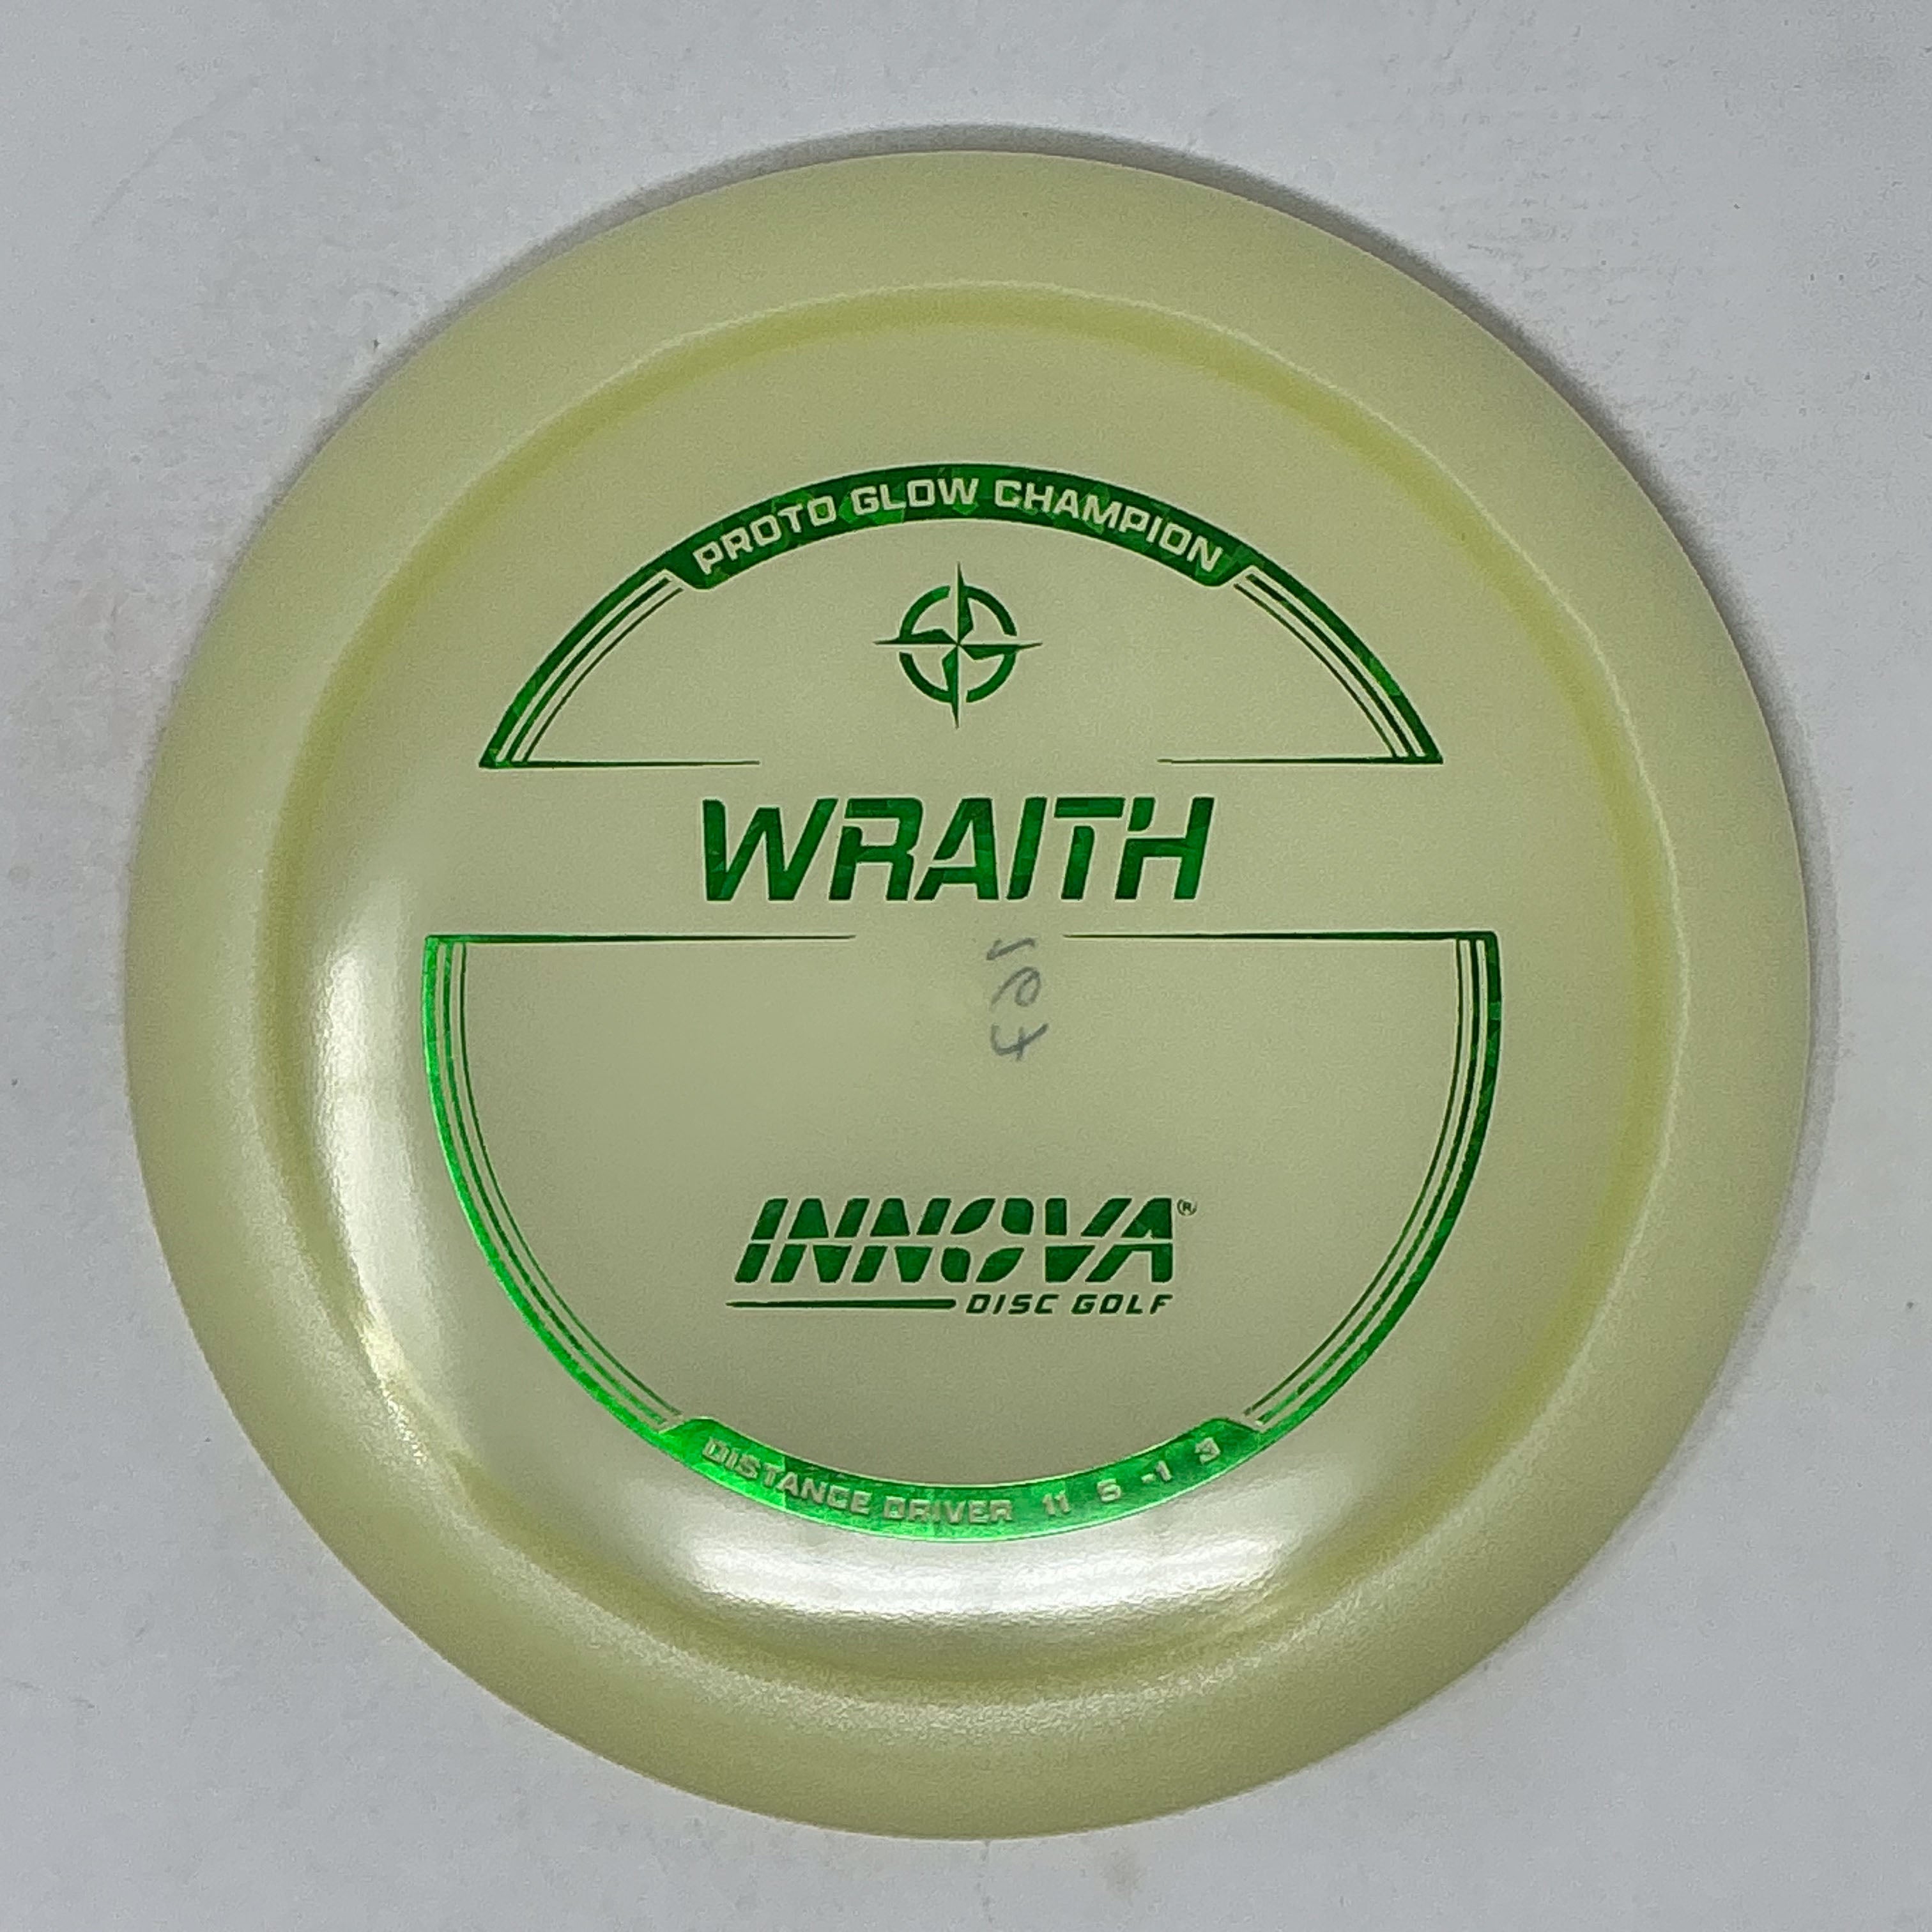 PROTO GLOW CHAMPION
WRAITH
INNOVA®
DISC GOLF
DISTANCE DRIVER 11 5 -1 3